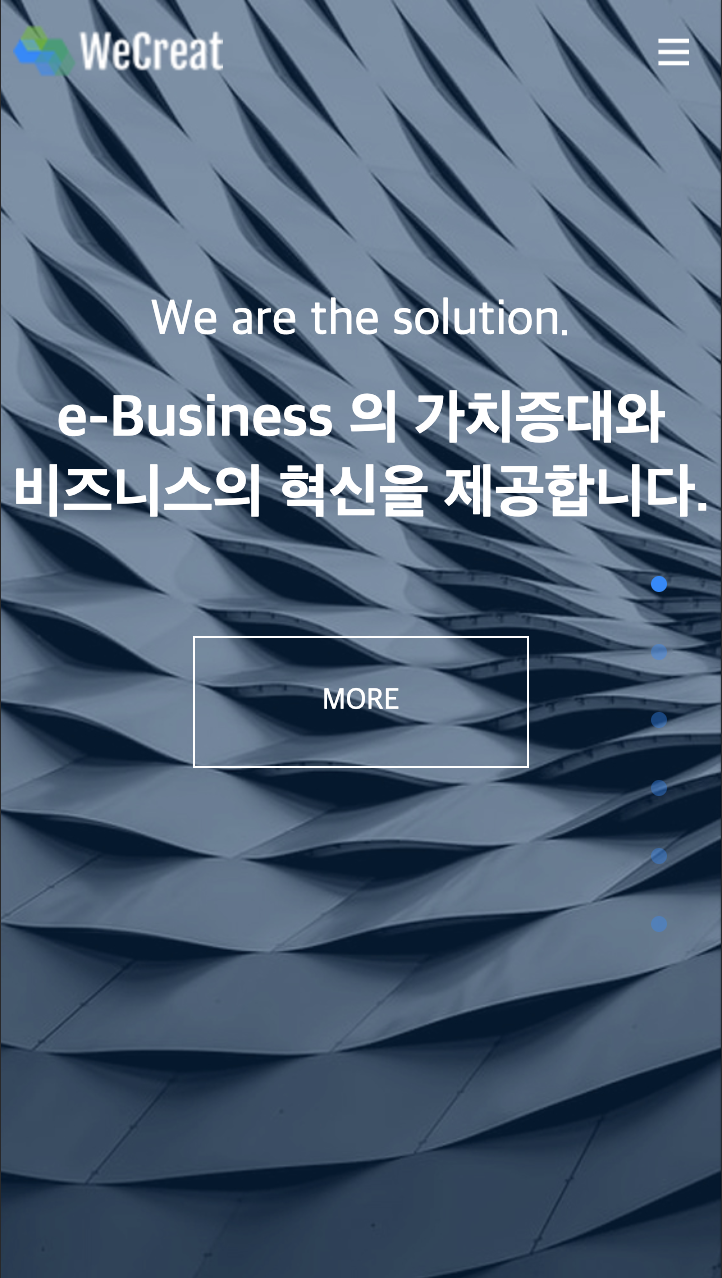 WeCreat
We are the solution.
e-Business 의 가치증대와
비즈니스의 혁신을 제공합니다.
MORE